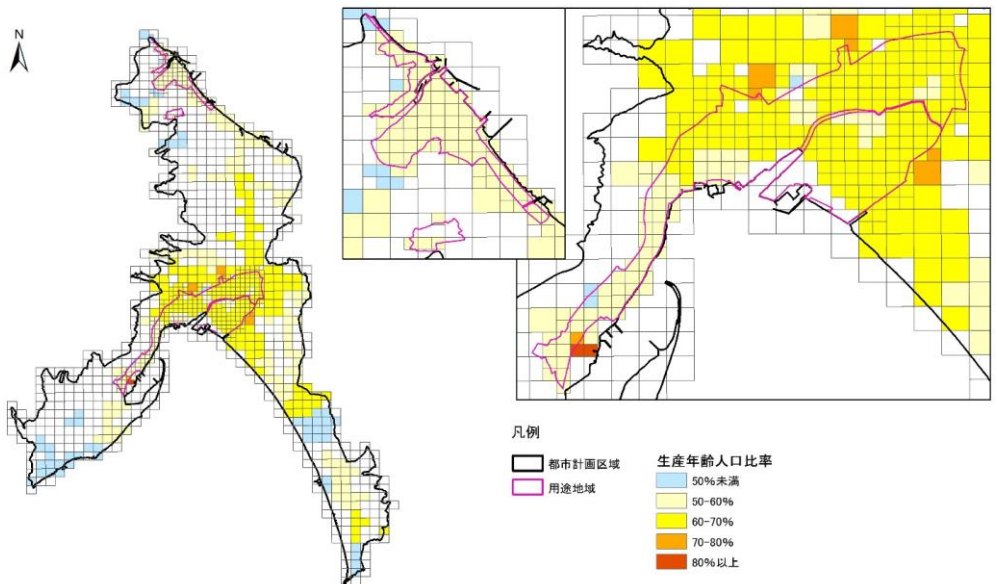 N
凡例
都市計画区域
用途地域
生産年齢人口比率
50%未満
50-60%
60-70%
70-80%
80%以上